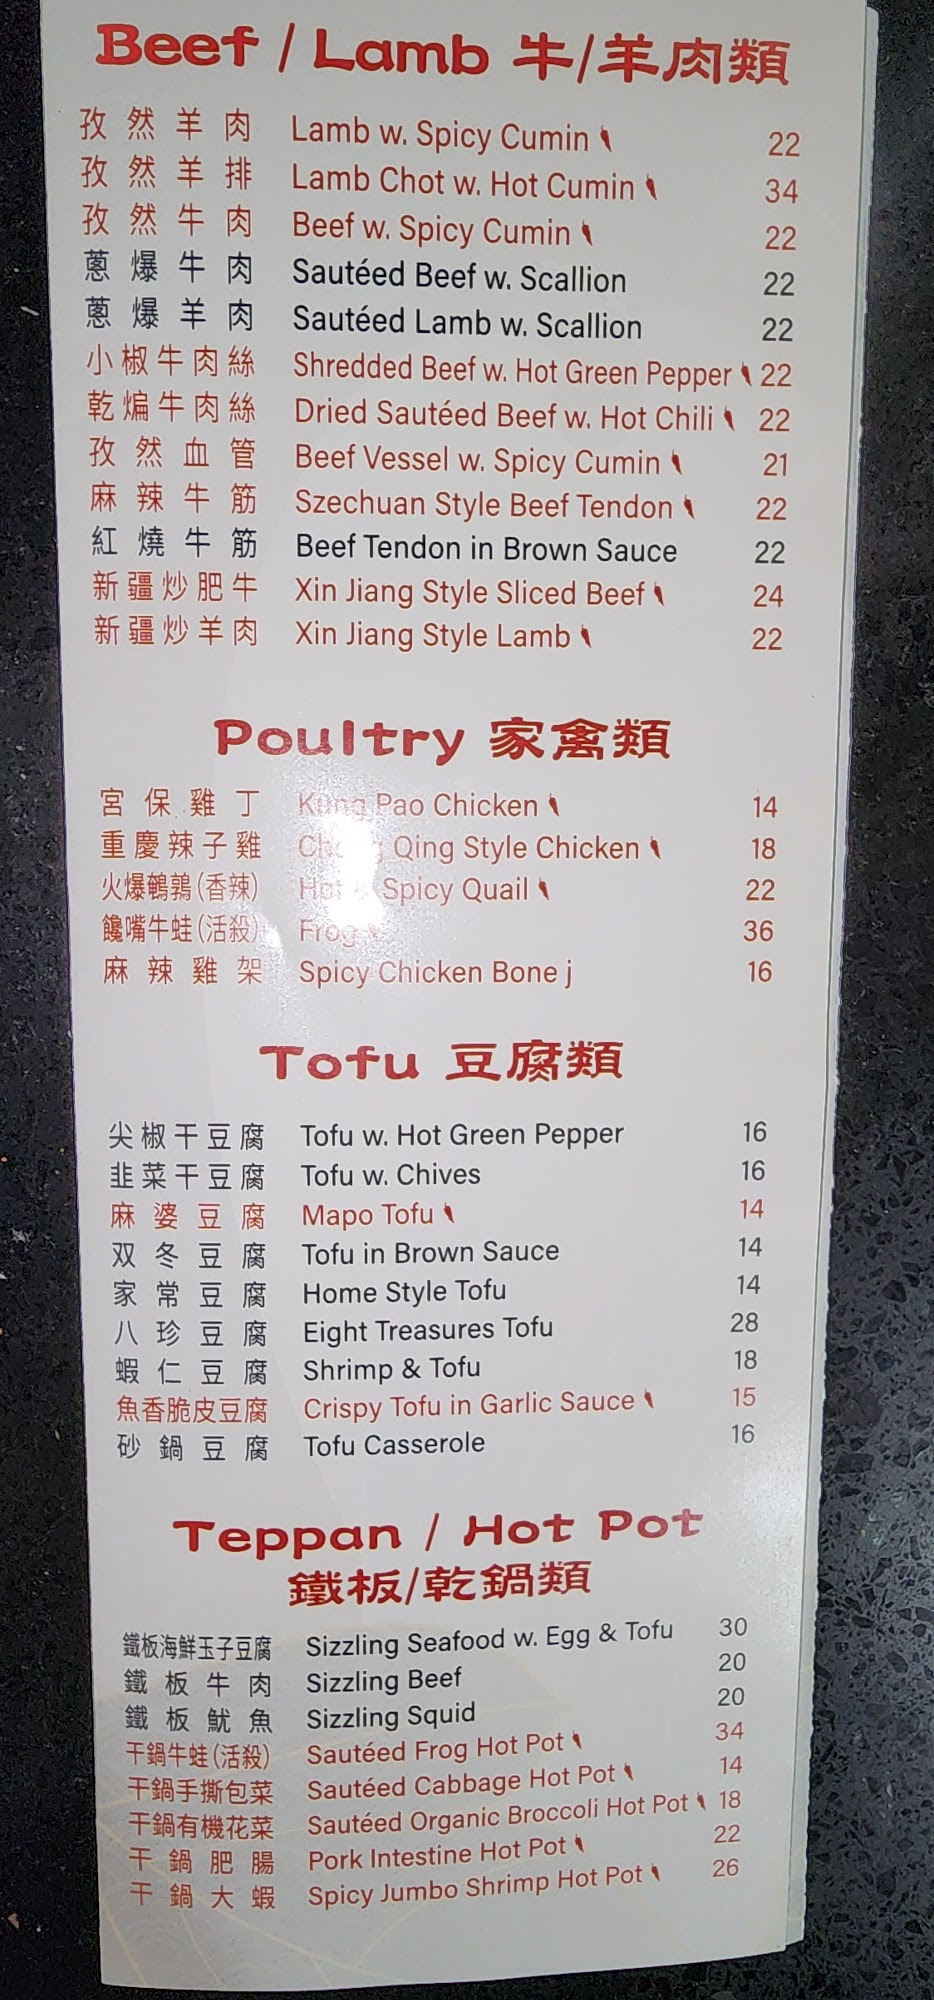 Beef / Lamb 牛/羊肉類
孜然羊肉 Lamb w. Spicy Cumin 22
孜然羊排 Lamb Chot w. Hot Cumin 34
孜然牛肉 Beef w. Spicy Cumin 22
蔥爆牛肉 Sautéed Beef w. Scallion 22
蔥爆羊肉 Sautéed Lamb w. Scallion 22
小椒牛肉絲 Shredded Beef w. Hot Green Pepper 22
乾煸牛肉絲 Dried Sautéed Beef w. Hot Chili 22
孜然血管 Beef Vessel w. Spicy Cumin 21
麻辣牛筋 Szechuan Style Beef Tendon 22
紅燒牛筋 Beef Tendon in Brown Sauce 22
新疆炒肥牛 Xin Jiang Style Sliced Beef 24
新疆炒羊肉 Xin Jiang Style Lamb 22
Poultry 家禽類
宮保雞丁 Kung Pao Chicken 14
重慶辣子雞 Chong Qing Style Chicken 18
火爆鵪鶉(香辣) Hot & Spicy Quail 22
饞嘴牛蛙(活殺) Frog 36
麻辣雞架 Spicy Chicken Bone j 16
Tofu 豆腐類
尖椒干豆腐 Tofu w. Hot Green Pepper 16
韭菜干豆腐 Tofu w. Chives 16
麻婆豆腐 Mapo Tofu 14
双冬豆腐 Tofu in Brown Sauce 14
家常豆腐 Home Style Tofu 14
八珍豆腐 Eight Treasures Tofu 28
蝦仁豆腐 Shrimp & Tofu 18
魚香脆皮豆腐 Crispy Tofu in Garlic Sauce 15
砂鍋豆腐 Tofu Casserole 16
Teppan / Hot Pot
鐵板/乾鍋類
鐵板海鮮玉子豆腐 Sizzling Seafood w. Egg & Tofu 30
鐵板牛肉 Sizzling Beef 20
鐵板魷魚 Sizzling Squid 20
干鍋牛蛙(活殺) Sautéed Frog Hot Pot 34
干鍋手撕包菜 Sautéed Cabbage Hot Pot 14
干鍋有機花菜 Sautéed Organic Broccoli Hot Pot 18
干鍋肥腸 Pork Intestine Hot Pot 22
干鍋大蝦 Spicy Jumbo Shrimp Hot Pot 26